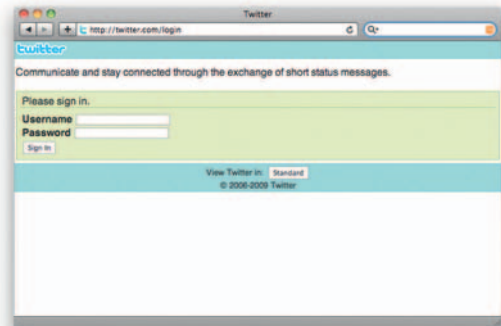 Twitter
http://twitter.com/login
twitter
Communicate and stay connected through the exchange of short status messages.
Please sign in.
Username
Password
Sign In
View Twitter in: Standard
© 2006-2009 Twitter